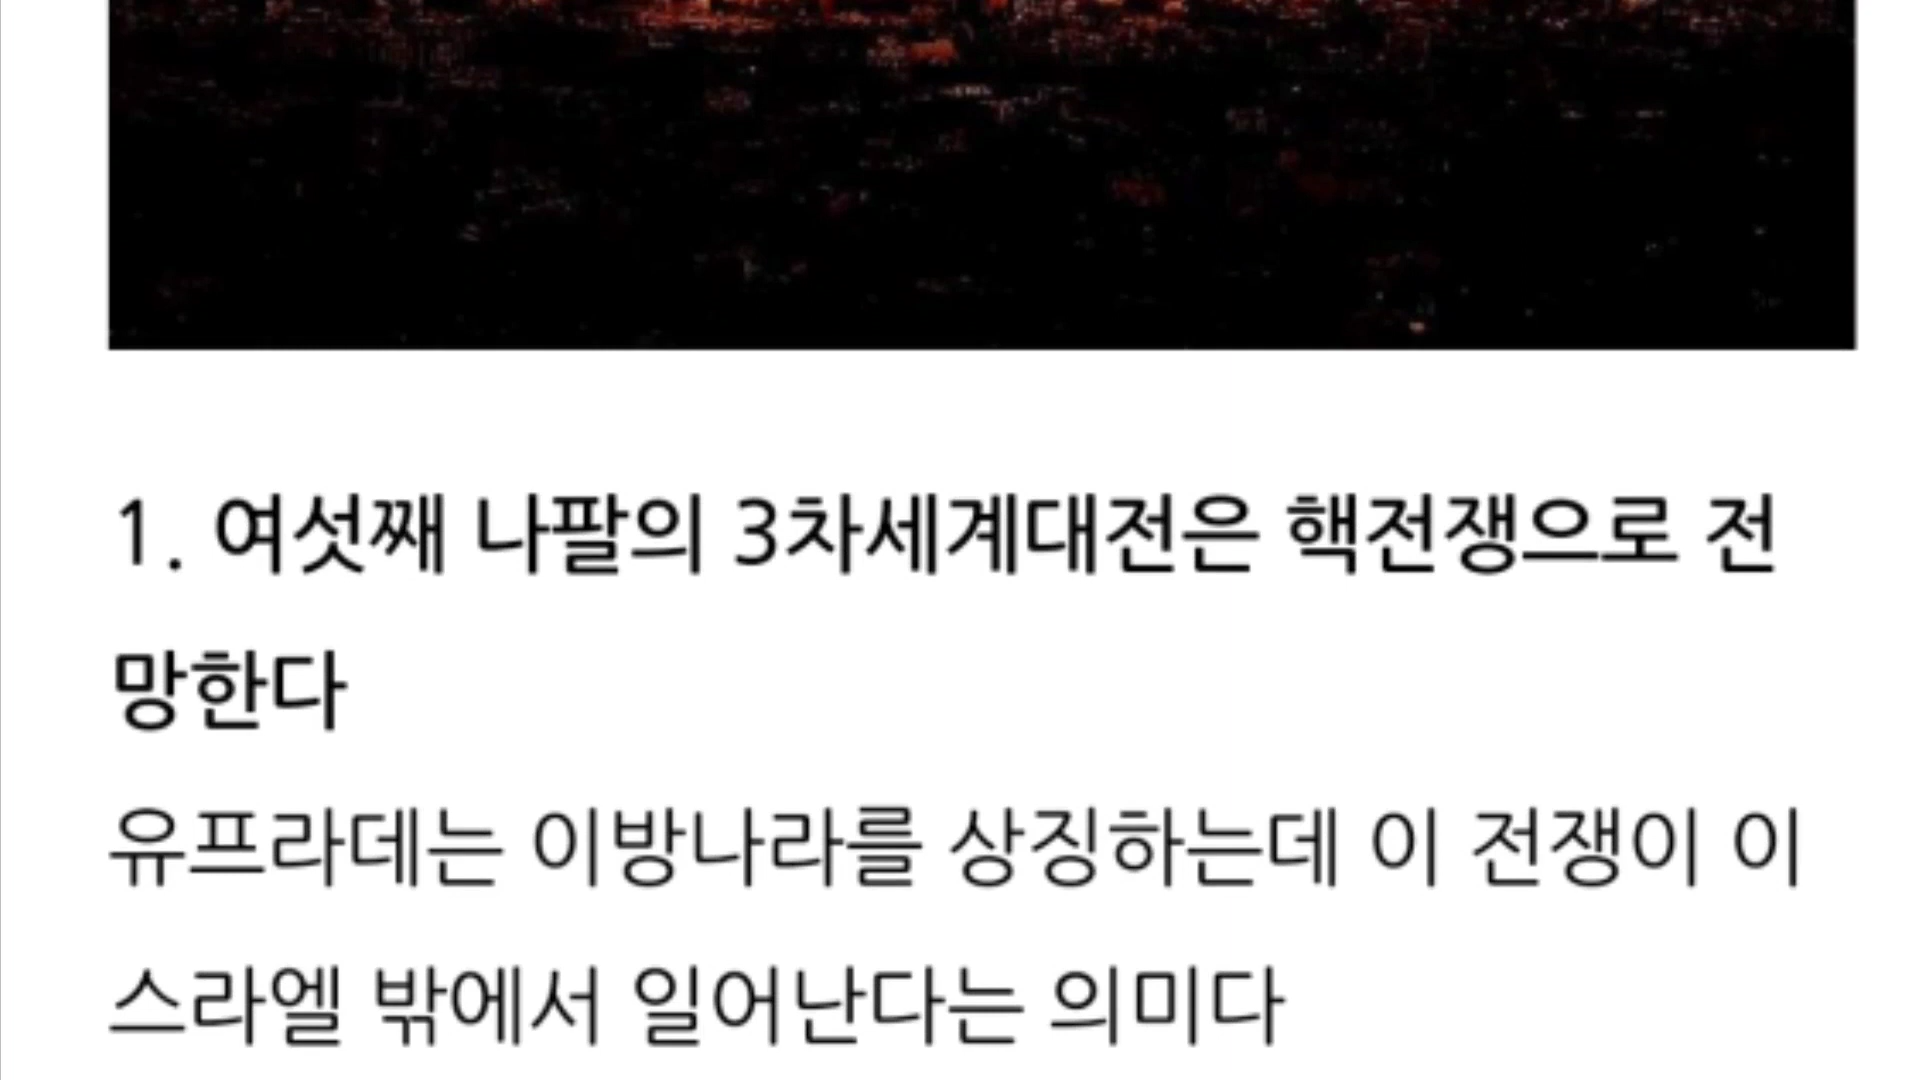 1. 여섯째 나팔의 3차세계대전은 핵전쟁으로 전
망한다
유프라데는 이방나라를 상징하는데 이 전쟁이 이
스라엘 밖에서 일어난다는 의미다